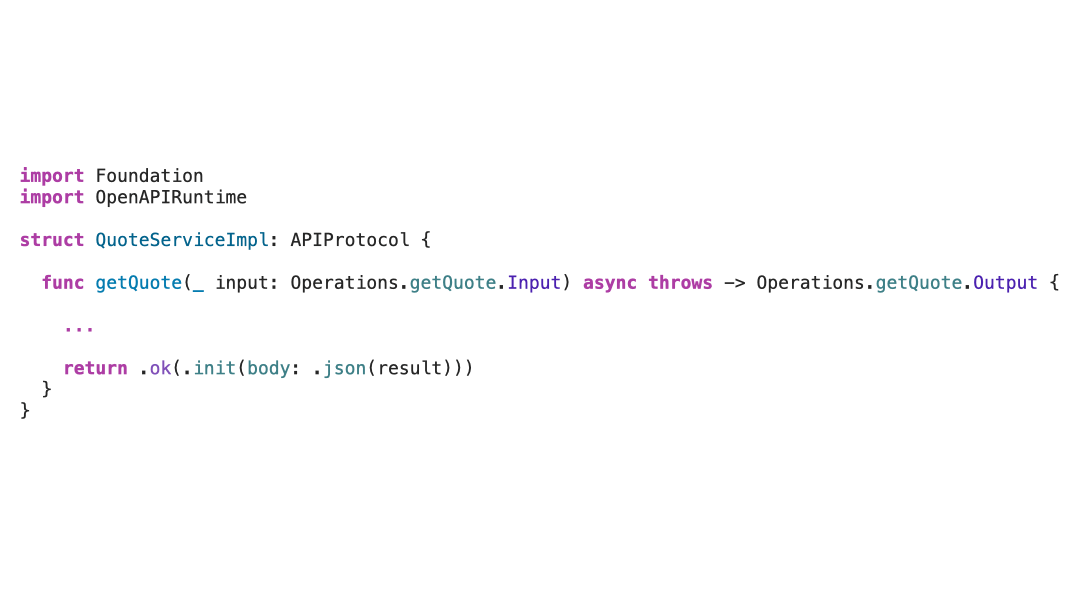 import Foundation
import OpenAPIRuntime
struct QuoteServiceImpl: APIProtocol {
func getQuote(_ input: Operations.getQuote.Input) async throws -> Operations.getQuote.Output {
...
return .ok(.init(body: .json(result)))
}
}